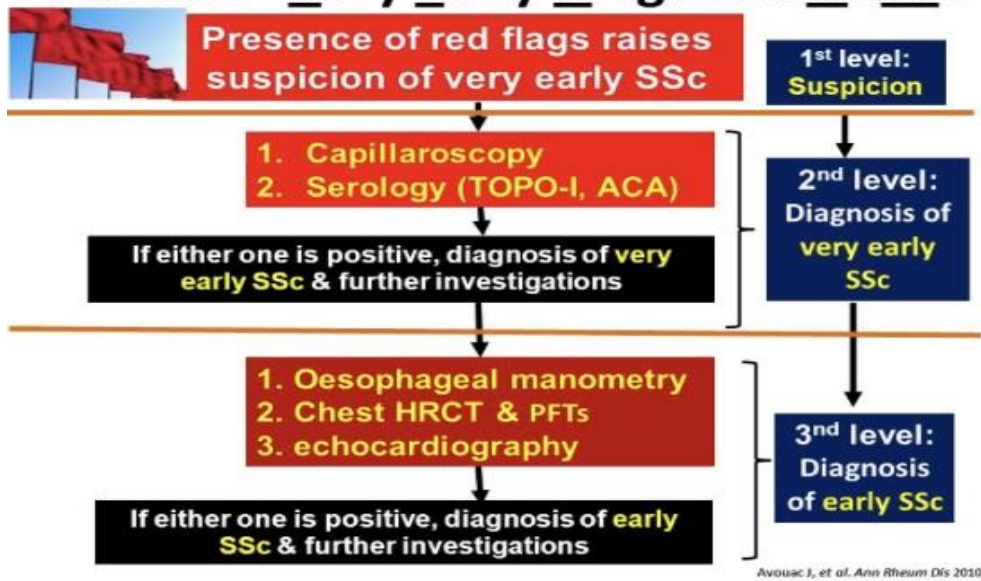 Presence of red flags raises
suspicion of very early SSc
1st level:
Suspicion
1. Capillaroscopy
2. Serology (TOPO-I, ACA)
If either one is positive, diagnosis of very
early SSc & further investigations
2nd level:
Diagnosis of
very early
SSc
1. Oesophageal manometry
2. Chest HRCT & PFTs
3. echocardiography
If either one is positive, diagnosis of early
SSc & further investigations
3nd level:
Diagnosis
of early SSc
Avouac J, et al. Ann Rheum Dis 2010